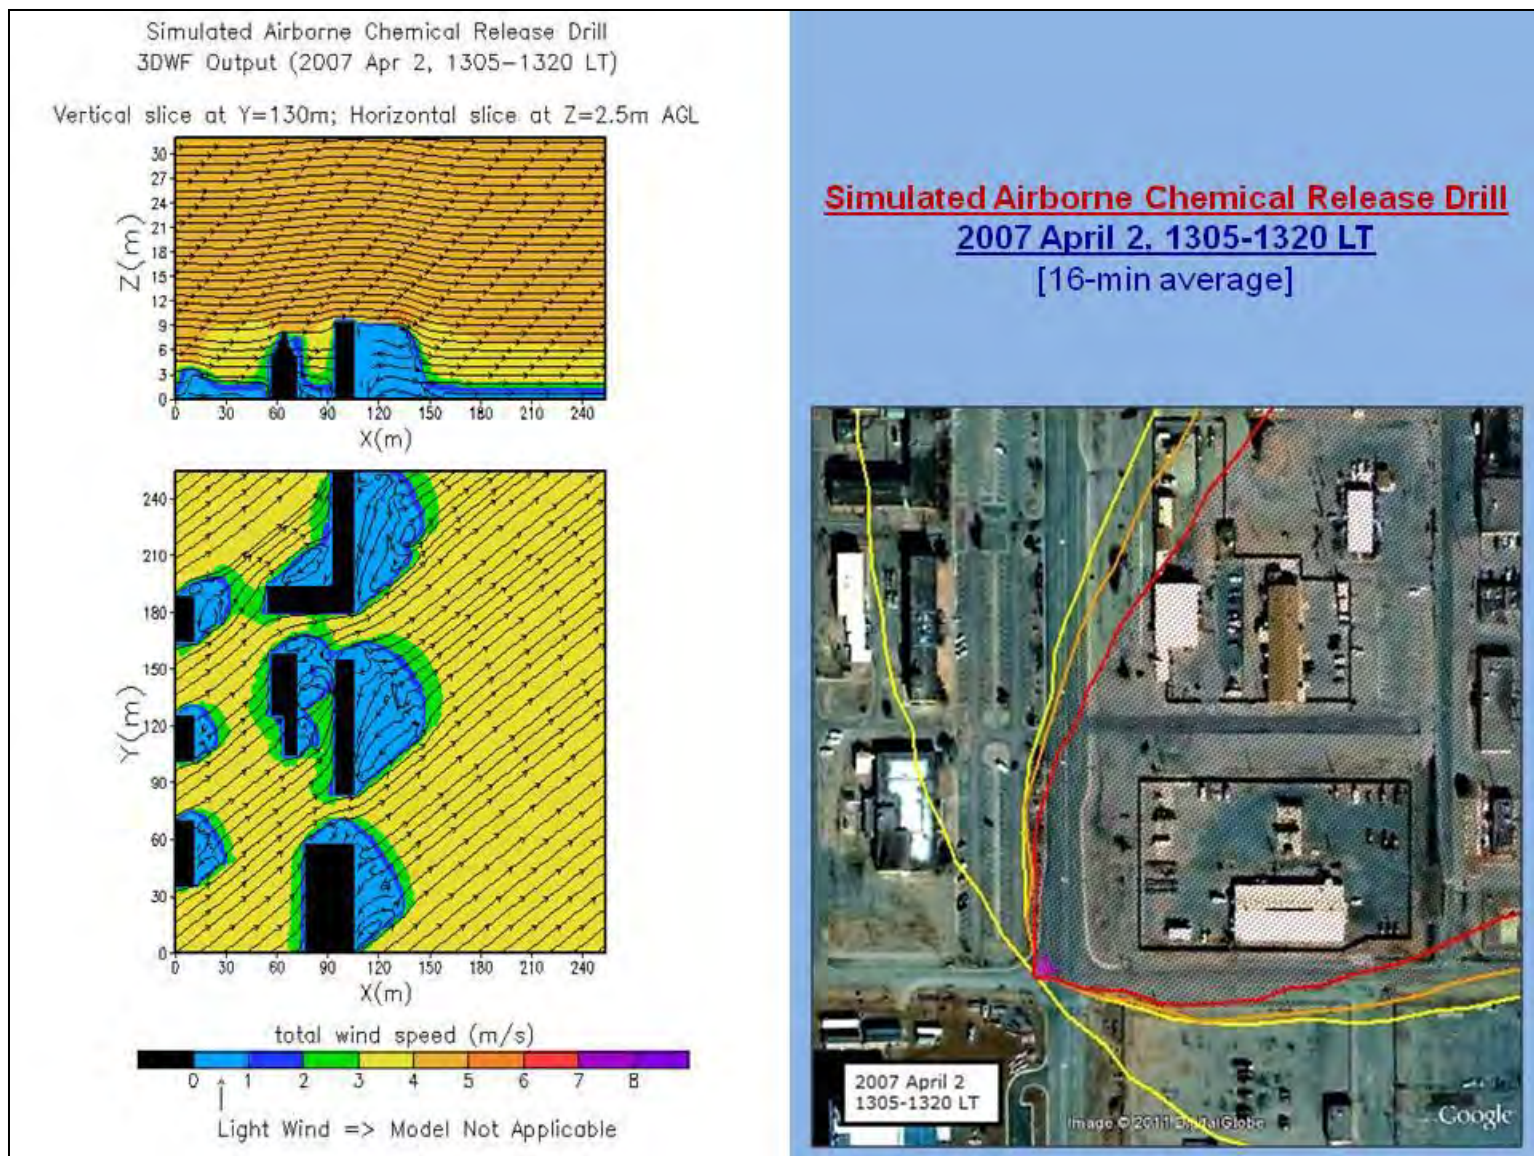 Simulated Airborne Chemical Release Drill
3DWF Output (2007 Apr 2, 1305-1320 LT)
Vertical slice at Y=130m; Horizontal slice at Z=2.5m AGL
30
27
24
21
18
15
12
9
6
3
0
Z(m)
0 30 60 90 120 150 180 210 240
X(m)
240
210
180
150
120
90
60
30
0
Y(m)
0 30 60 90 120 150 180 210 240
X(m)
total wind speed (m/s)
0 1 2 3 4 5 6 7 8
Light Wind => Model Not Applicable
Simulated Airborne Chemical Release Drill
2007 April 2, 1305-1320 LT
[16-min average]
2007 April 2
1305-1320 LT
Image © 2011 DigitalGlobe
Google